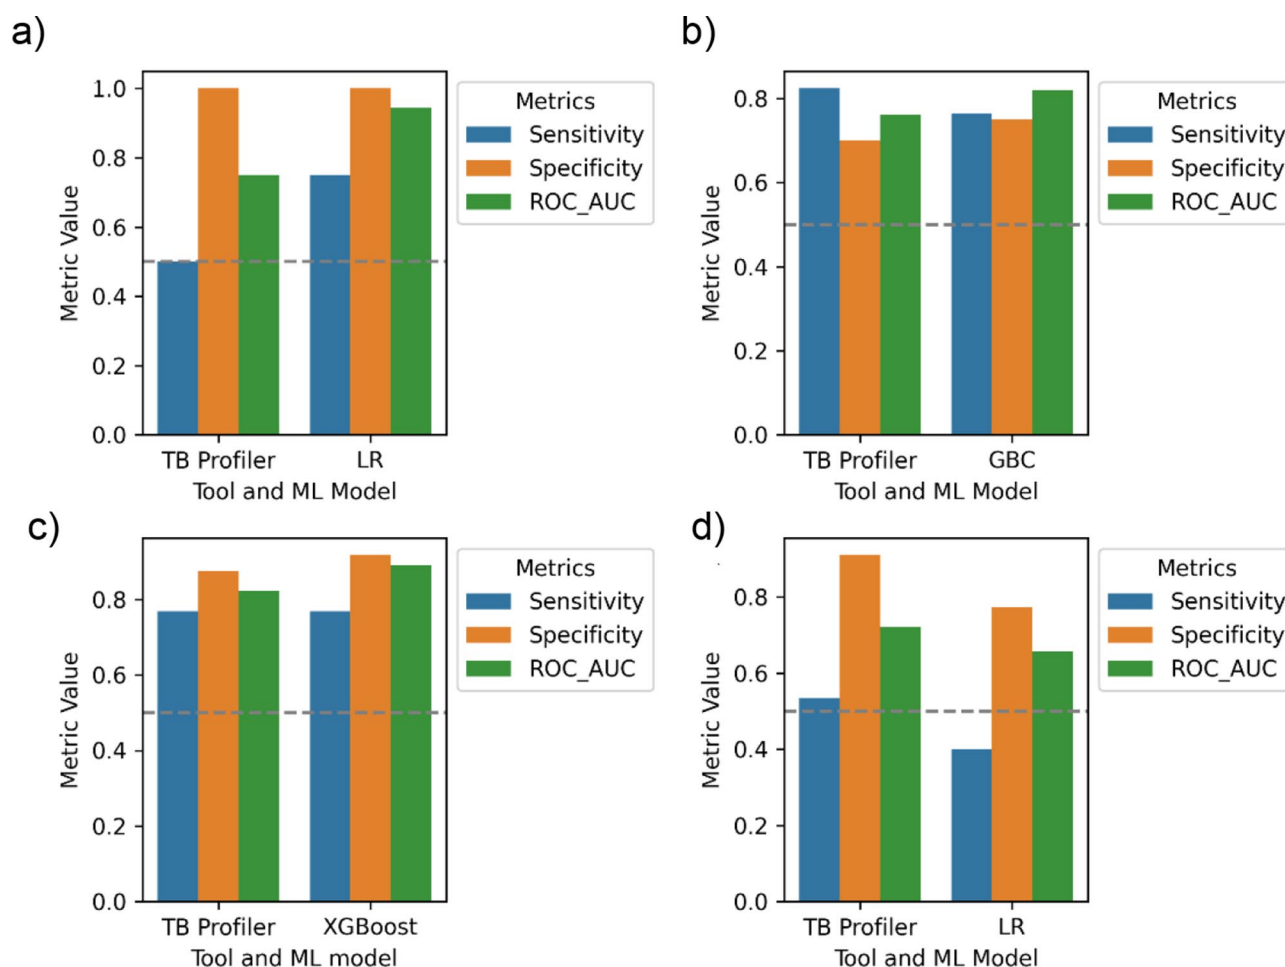 a)
Metric Value
1.0
0.8
0.6
0.4
0.2
0.0
TB Profiler LR
Tool and ML Model
Metrics
Sensitivity
Specificity
ROC_AUC
b)
Metric Value
0.8
0.6
0.4
0.2
0.0
TB Profiler GBC
Tool and ML Model
Metrics
Sensitivity
Specificity
ROC_AUC
c)
Metric Value
0.8
0.6
0.4
0.2
0.0
TB Profiler XGBoost
Tool and ML model
Metrics
Sensitivity
Specificity
ROC_AUC
d)
Metric Value
0.8
0.6
0.4
0.2
0.0
TB Profiler LR
Tool and ML Model
Metrics
Sensitivity
Specificity
ROC_AUC